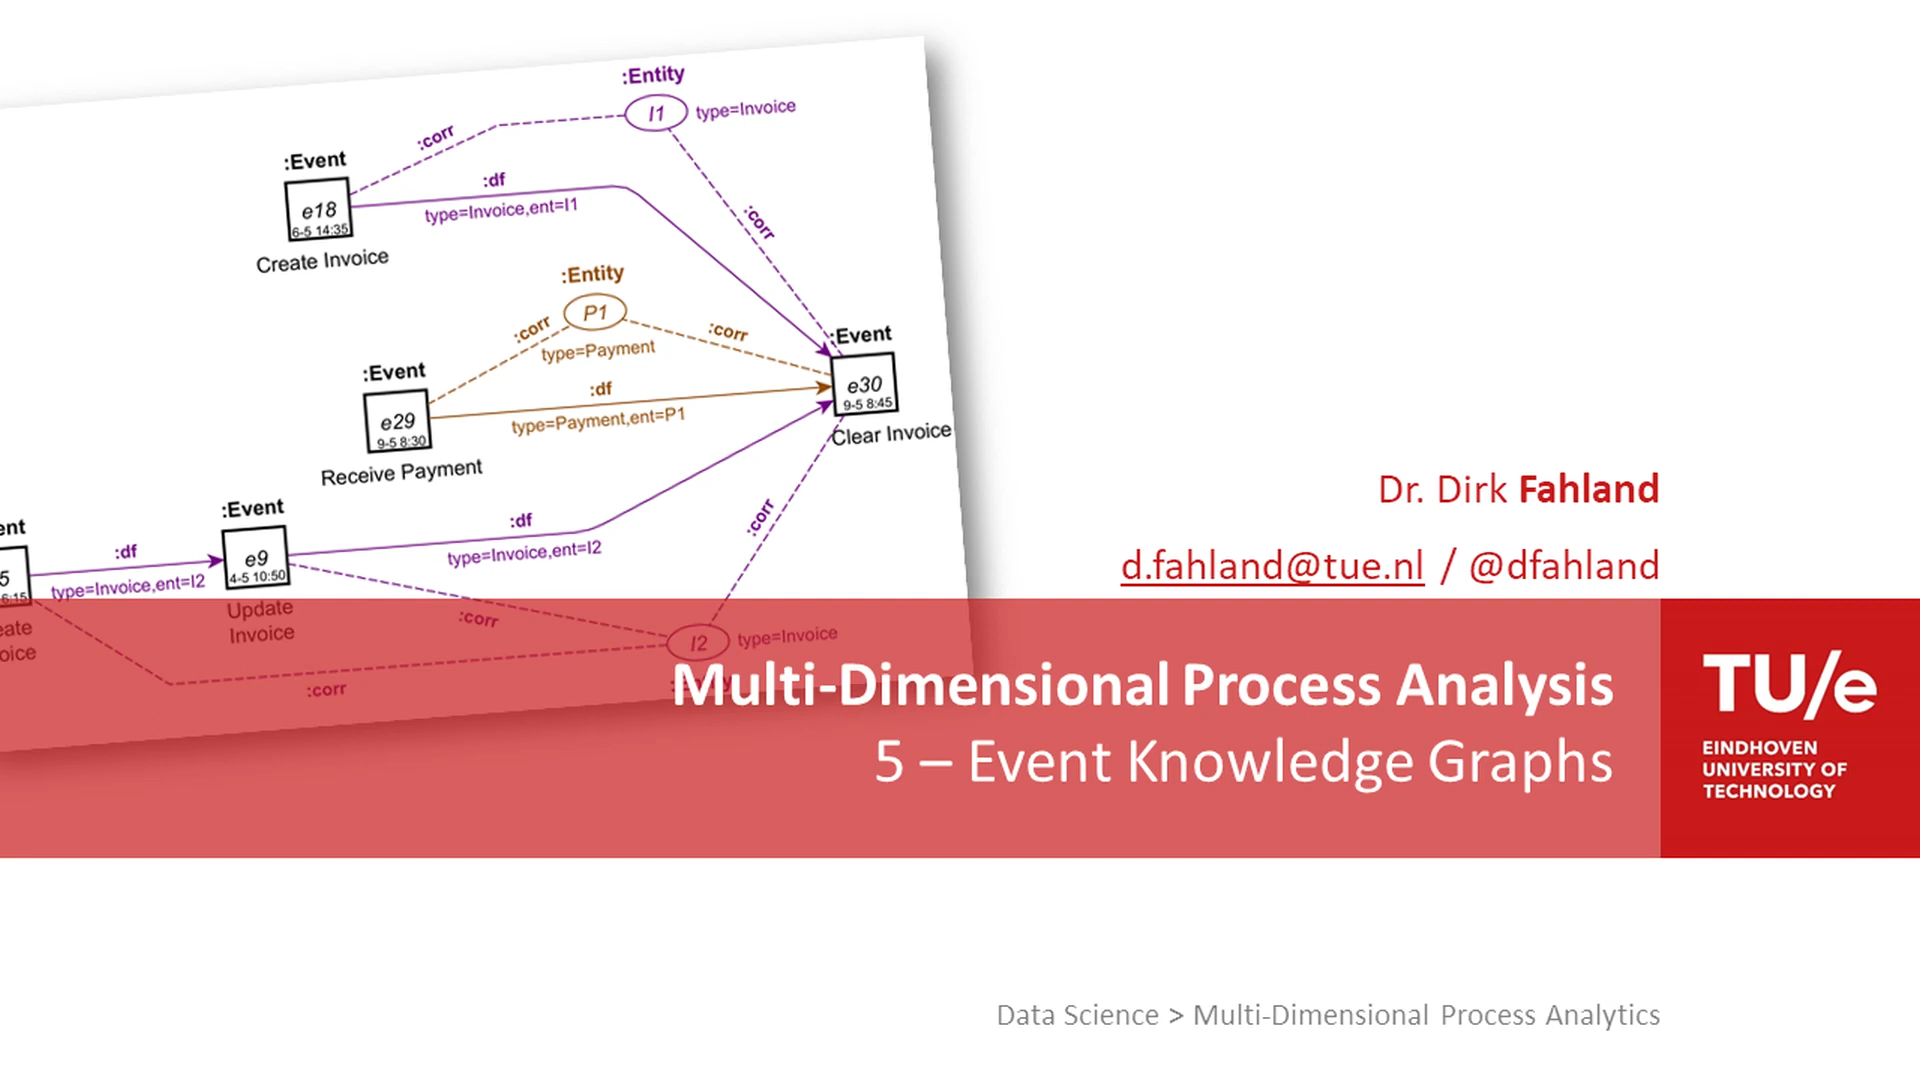 :Entity
I1
type=Invoice
:corr
:Event
e18
6-5 14:35
Create Invoice
:df
type=Invoice,ent=I1
:corr
:Entity
P1
type=Payment
:corr
:corr
:Event
e29
9-5 8:30
Receive Payment
:df
type=Payment,ent=P1
:Event
e30
9-5 8:45
Clear Invoice
:Event
e9
4-5 10:50
Update
Invoice
:df
type=Invoice,ent=I2
:df
type=Invoice,ent=I2
:corr
:corr
:corr
I2
type=Invoice
Dr. Dirk Fahland
d.fahland@tue.nl / @dfahland
Multi-Dimensional Process Analysis
5 – Event Knowledge Graphs
TU/e
EINDHOVEN
UNIVERSITY OF
TECHNOLOGY
Data Science > Multi-Dimensional Process Analytics